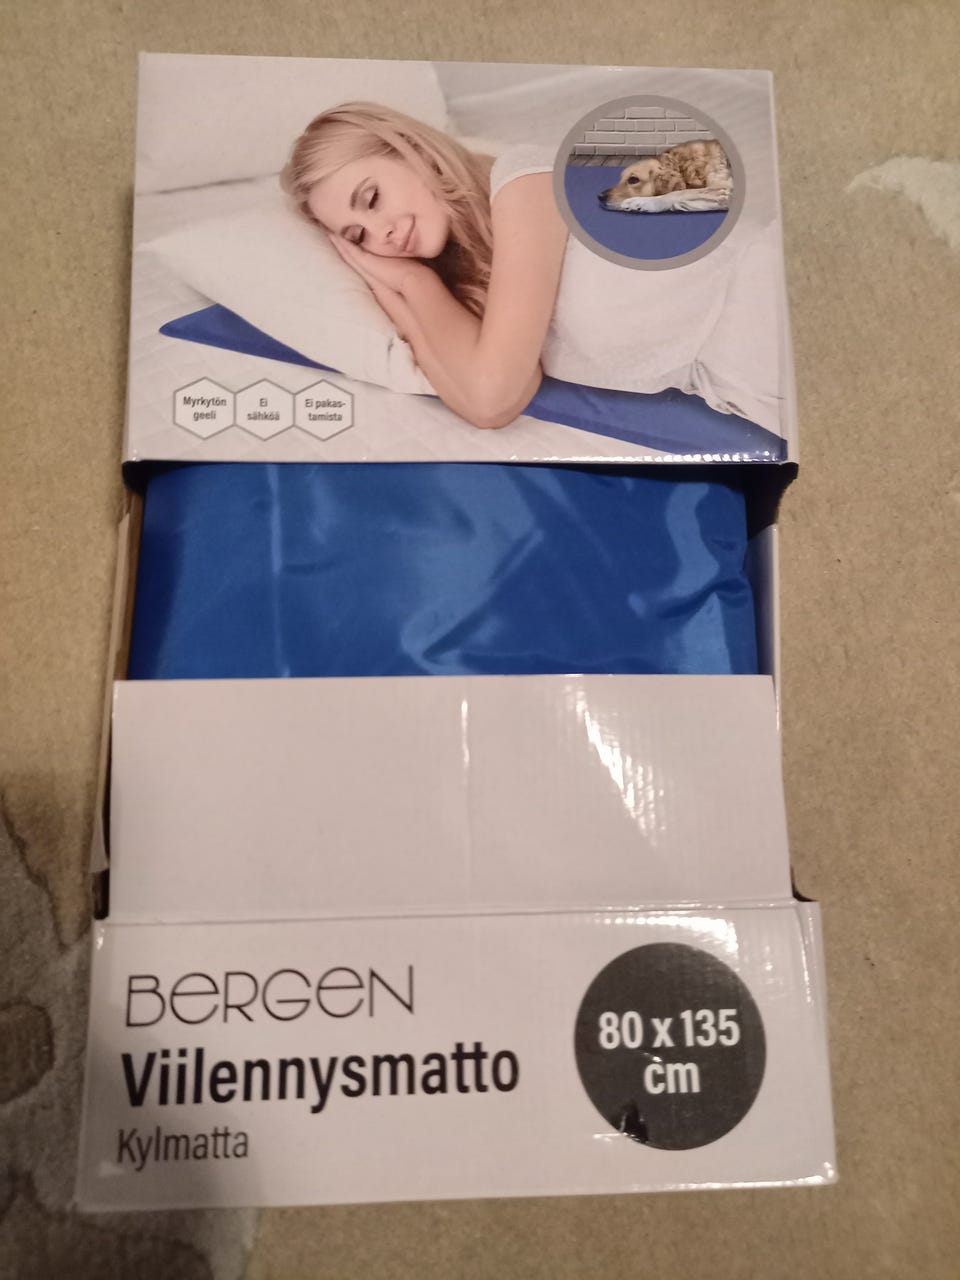 Myrkytön
geeli
Ei
sähköä
Ei pakas-
tamista
BERGEN
Viilennysmatto
Kylmatta
80 x 135
cm